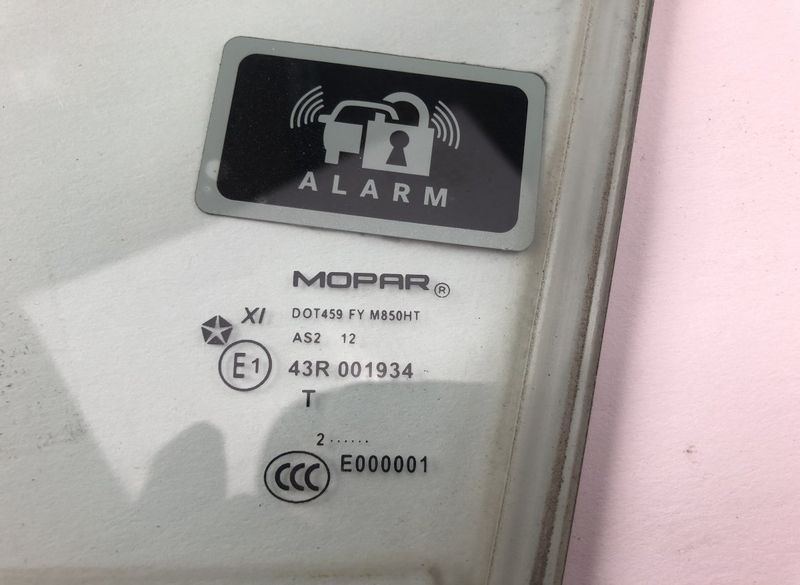 ALARM
MOPAR®
XI DOT459 FY M850HT
AS2 12
E1 43R 001934
T
2······
CCC E000001